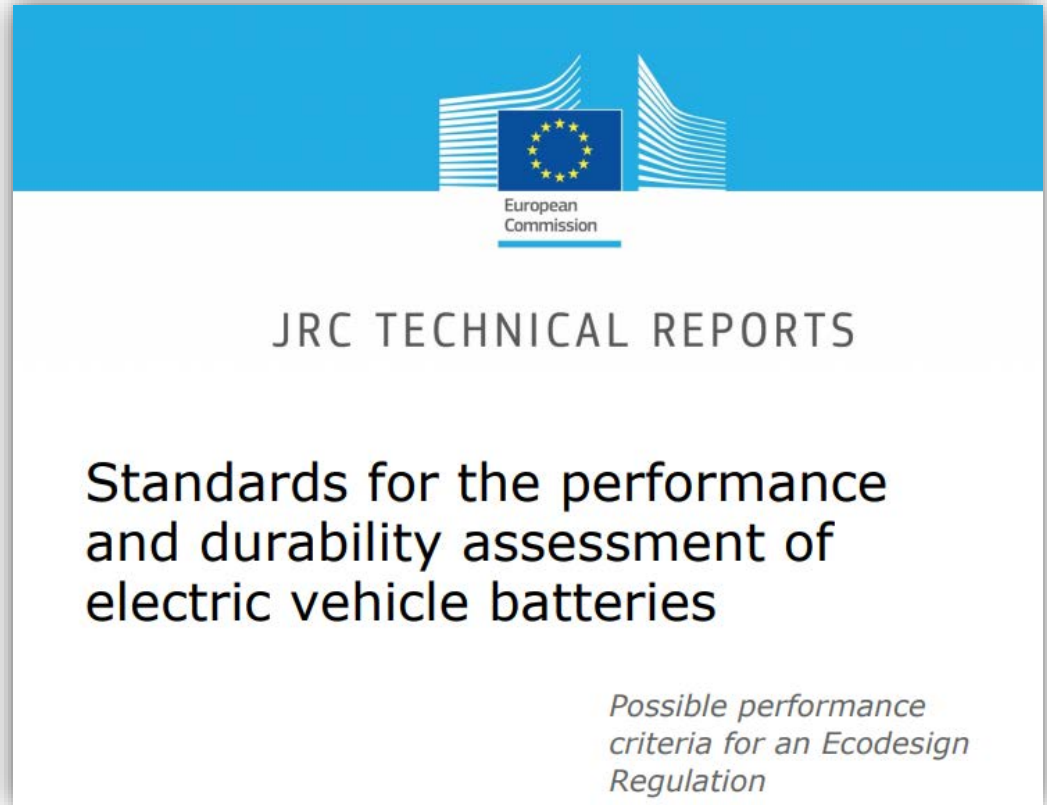 European
Commission
JRC TECHNICAL REPORTS
Standards for the performance
and durability assessment of
electric vehicle batteries
Possible performance
criteria for an Ecodesign
Regulation